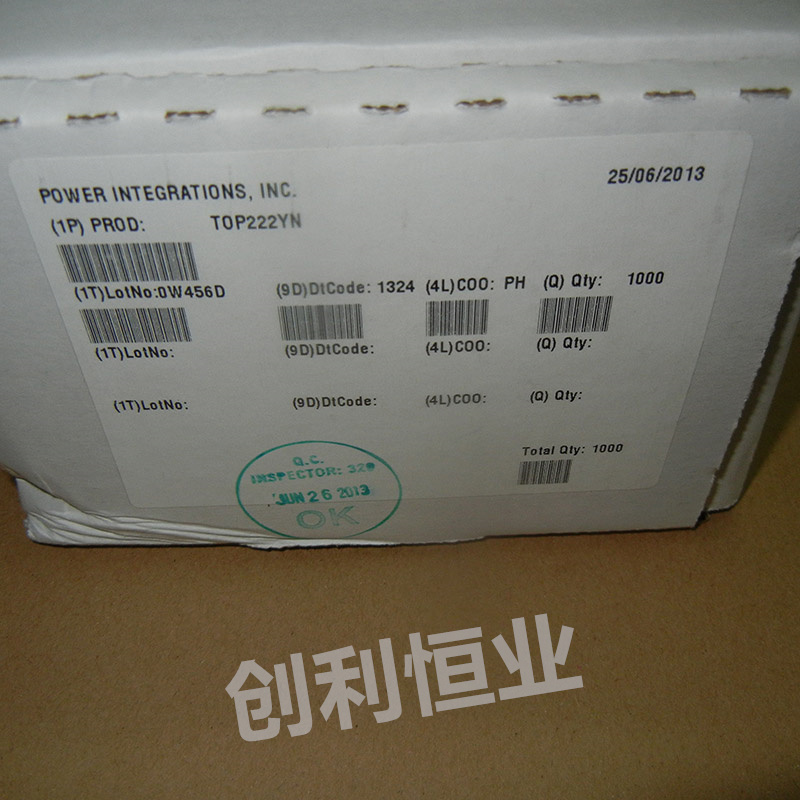 POWER INTEGRATIONS, INC. 25/06/2013
(1P) PROD: TOP222YN
(1T)LotNo:0W456D (9D)DtCode: 1324 (4L)COO: PH (Q) Qty: 1000
(1T)LotNo: (9D)DtCode: (4L)COO: (Q) Qty:
(1T)LotNo: (9D)DtCode: (4L)COO: (Q) Qty:
Total Qty: 1000
Q.C.
INSPECTOR: 329
JUN 26 2013
OK
创利恒业